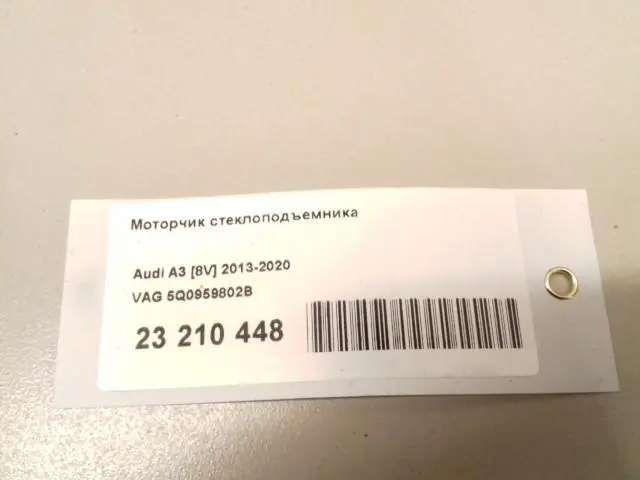 Моторчик стеклоподъемника
Audi A3 [8V] 2013-2020
VAG 5Q0959802B
23 210 448